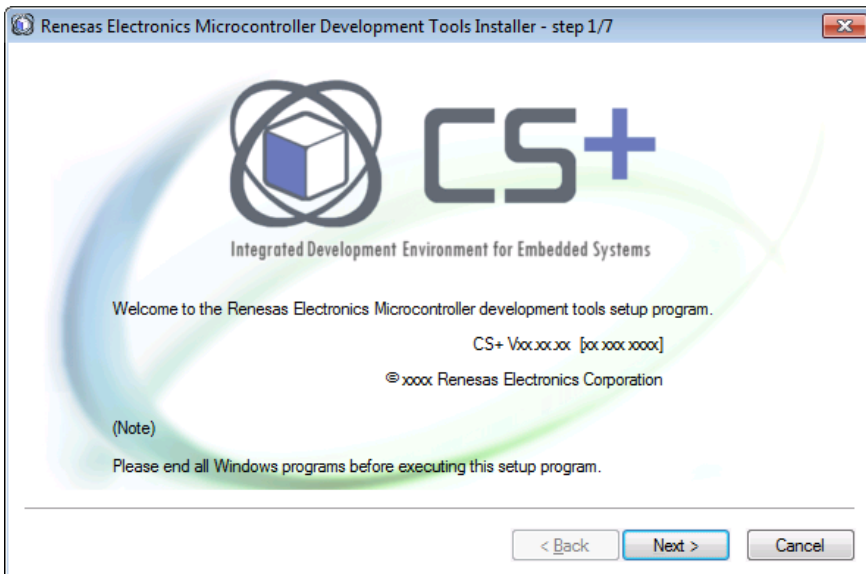 Renesas Electronics Microcontroller Development Tools Installer - step 1/7
CS+
Integrated Development Environment for Embedded Systems
Welcome to the Renesas Electronics Microcontroller development tools setup program.
CS+ Vxx.xx.xx [xx xxx xxxx]
© xxxx Renesas Electronics Corporation
(Note)
Please end all Windows programs before executing this setup program.
< Back Next > Cancel